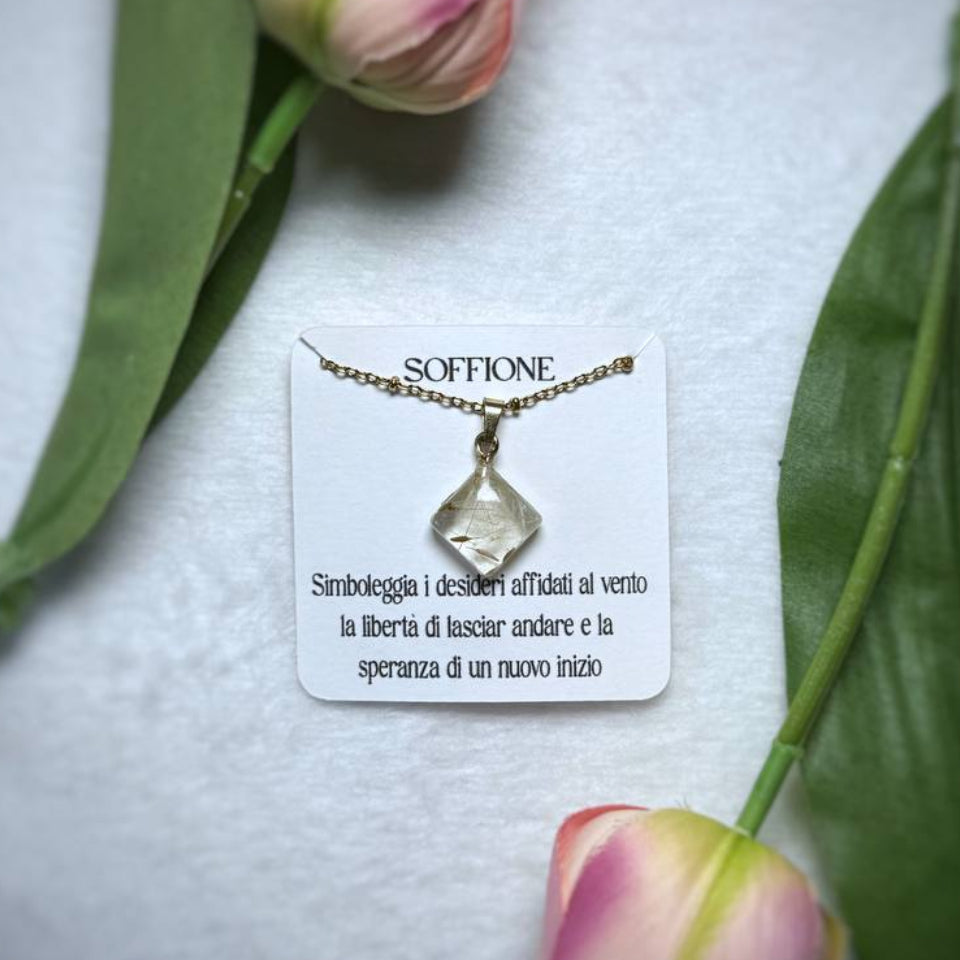 SOFFIONE
Simboleggia i desideri affidati al vento
la libertà di lasciar andare e la
speranza di un nuovo inizio